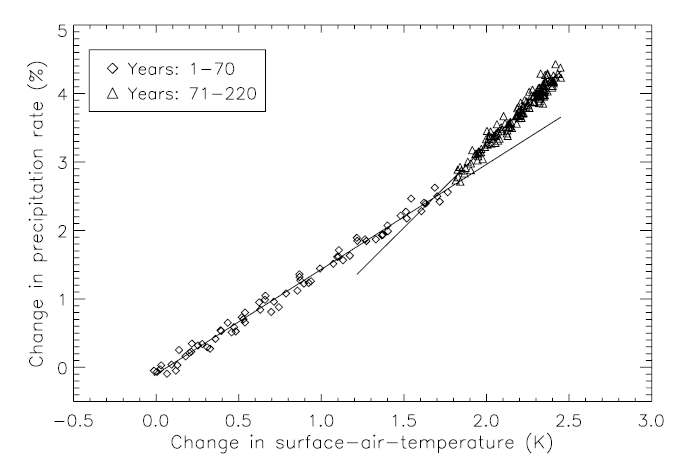 5
4
3
2
1
0
Change in precipitation rate (%)
Years: 1-70
Years: 71-220
-0.5 0.0 0.5 1.0 1.5 2.0 2.5 3.0
Change in surface-air-temperature (K)